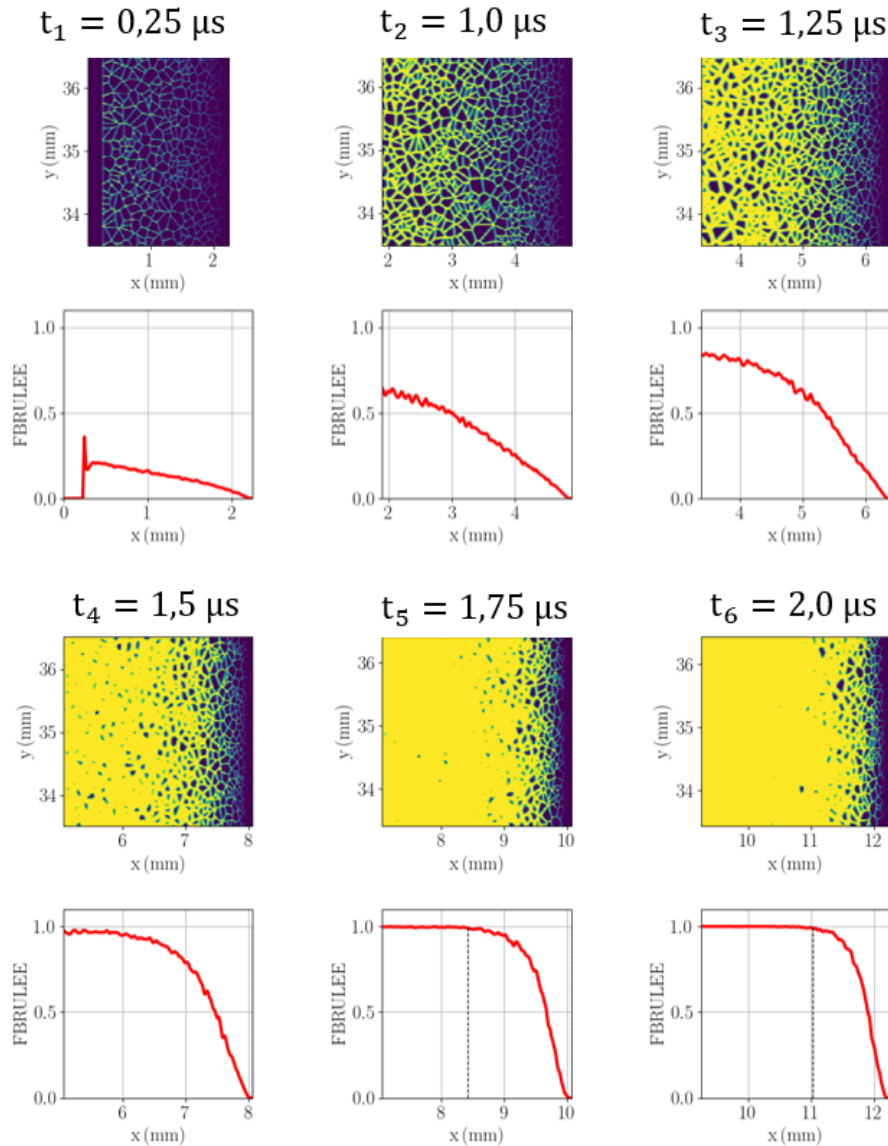 t₁ = 0,25 μs
t₂ = 1,0 μs
t₃ = 1,25 μs
36
35
34
y (mm)
1 2
x (mm)
36
35
34
y (mm)
2 3 4
x (mm)
36
35
34
y (mm)
4 5 6
x (mm)
1.0
0.5
0.0
FBRULEE
0 1 2
x (mm)
1.0
0.5
0.0
FBRULEE
2 3 4
x (mm)
1.0
0.5
0.0
FBRULEE
4 5 6
x (mm)
t₄ = 1,5 μs
t₅ = 1,75 μs
t₆ = 2,0 μs
36
35
34
y (mm)
6 7 8
x (mm)
36
35
34
y (mm)
8 9 10
x (mm)
36
35
34
y (mm)
10 11 12
x (mm)
1.0
0.5
0.0
FBRULEE
6 7 8
x (mm)
1.0
0.5
0.0
FBRULEE
8 9 10
x (mm)
1.0
0.5
0.0
FBRULEE
10 11 12
x (mm)